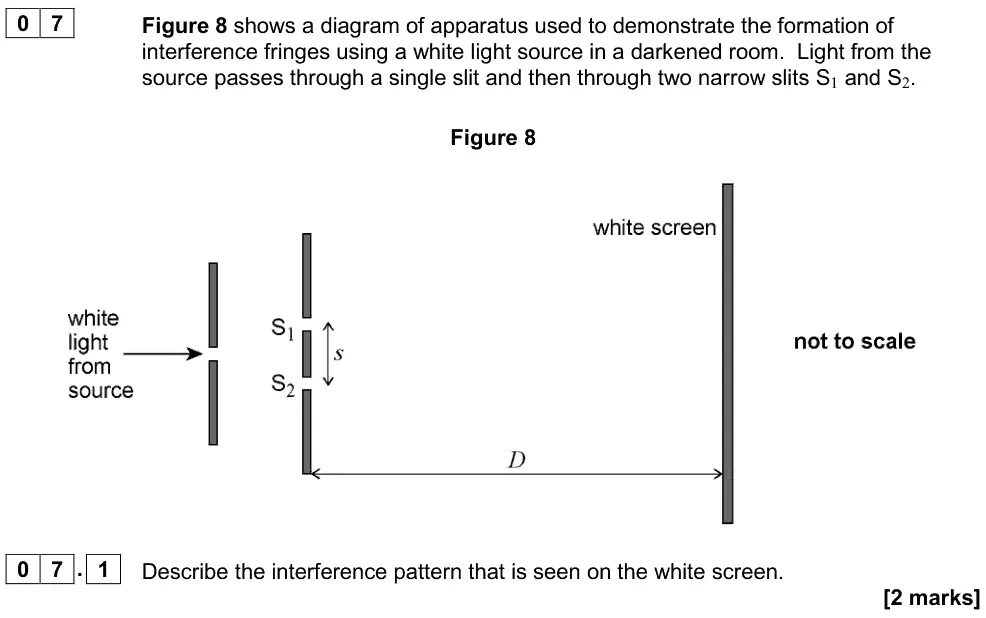 0 7
Figure 8 shows a diagram of apparatus used to demonstrate the formation of
interference fringes using a white light source in a darkened room. Light from the
source passes through a single slit and then through two narrow slits S₁ and S₂.
Figure 8
white screen
white
light
from
source
S₁
s
S₂
not to scale
D
0 7 . 1 Describe the interference pattern that is seen on the white screen.
[2 marks]